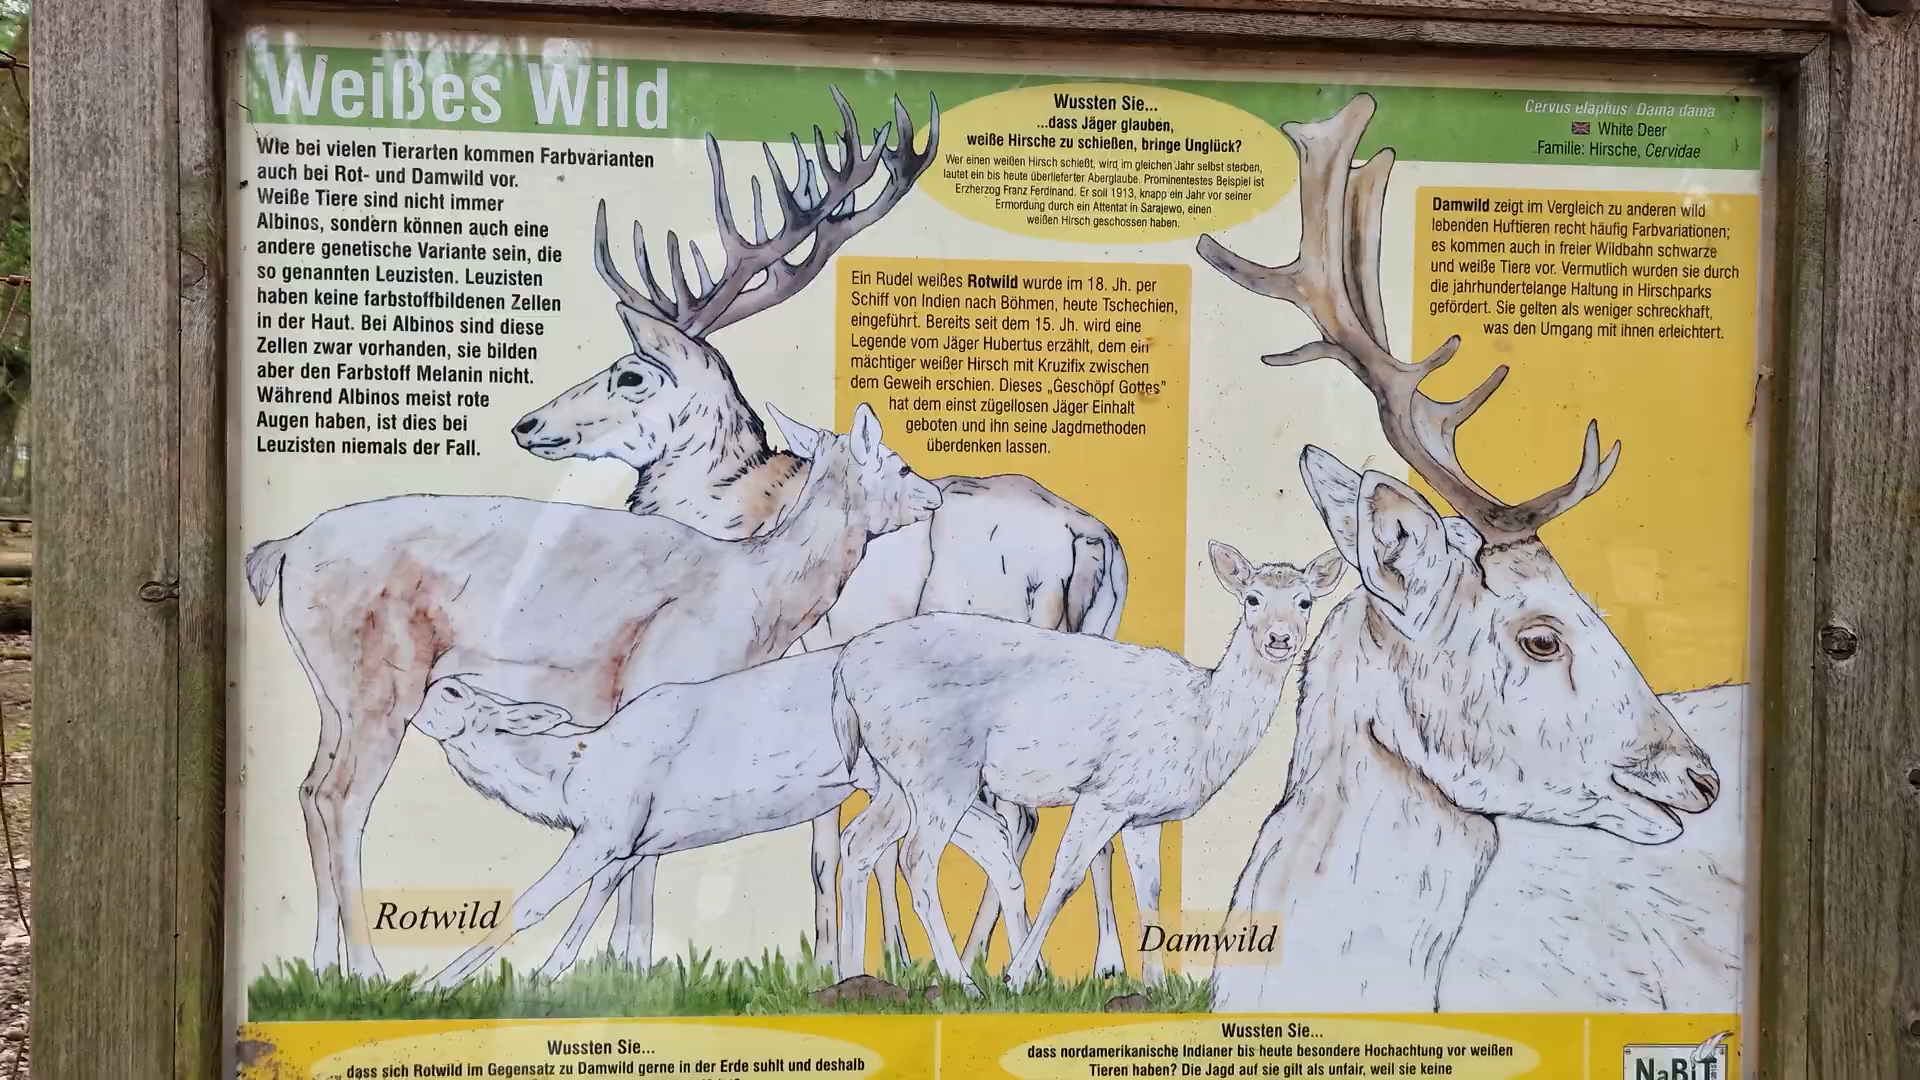 Weißes Wild
Wie bei vielen Tierarten kommen Farbvarianten
auch bei Rot- und Damwild vor.
Weiße Tiere sind nicht immer
Albinos, sondern können auch eine
andere genetische Variante sein, die
so genannten Leuzisten. Leuzisten
haben keine farbstoffbildenen Zellen
in der Haut. Bei Albinos sind diese
Zellen zwar vorhanden, sie bilden
aber den Farbstoff Melanin nicht.
Während Albinos meist rote
Augen haben, ist dies bei
Leuzisten niemals der Fall.
Wussten Sie...
...dass Jäger glauben,
weiße Hirsche zu schießen, bringe Unglück?
Wer einen weißen Hirsch schießt, wird im gleichen Jahr selbst sterben,
lautet ein bis heute überlieferter Aberglaube. Prominentestes Beispiel ist
Erzherzog Franz Ferdinand. Er soll 1913, knapp ein Jahr vor seiner
Ermordung durch ein Attentat in Sarajewo, einen
weißen Hirsch geschossen haben.
Cervus elaphus/ Dama dama
White Deer
Familie: Hirsche, Cervidae
Ein Rudel weißes Rotwild wurde im 18. Jh. per
Schiff von Indien nach Böhmen, heute Tschechien,
eingeführt. Bereits seit dem 15. Jh. wird eine
Legende vom Jäger Hubertus erzählt, dem ein
mächtiger weißer Hirsch mit Kruzifix zwischen
dem Geweih erschien. Dieses „Geschöpf Gottes"
hat dem einst zügellosen Jäger Einhalt
geboten und ihn seine Jagdmethoden
überdenken lassen.
Damwild zeigt im Vergleich zu anderen wild
lebenden Huftieren recht häufig Farbvariationen;
es kommen auch in freier Wildbahn schwarze
und weiße Tiere vor. Vermutlich wurden sie durch
die jahrhundertelange Haltung in Hirschparks
gefördert. Sie gelten als weniger schreckhaft,
was den Umgang mit ihnen erleichtert.
Rotwild
Damwild
Wussten Sie...
dass sich Rotwild im Gegensatz zu Damwild gerne in der Erde suhlt und deshalb
Wussten Sie...
dass nordamerikanische Indianer bis heute besondere Hochachtung vor weißen
Tieren haben? Die Jagd auf sie gilt als unfair, weil sie keine
NaBiT